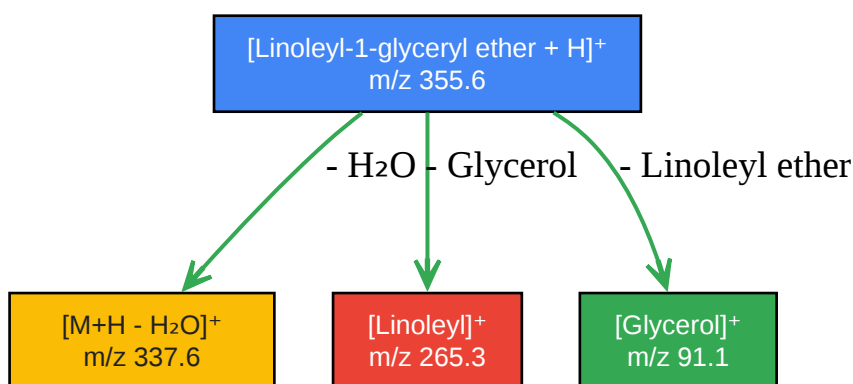 [Linoleyl-1-glyceryl ether + H]⁺
m/z 355.6
- H₂O
- Glycerol
- Linoleyl ether
[M+H - H₂O]⁺
m/z 337.6
[Linoleyl]⁺
m/z 265.3
[Glycerol]⁺
m/z 91.1